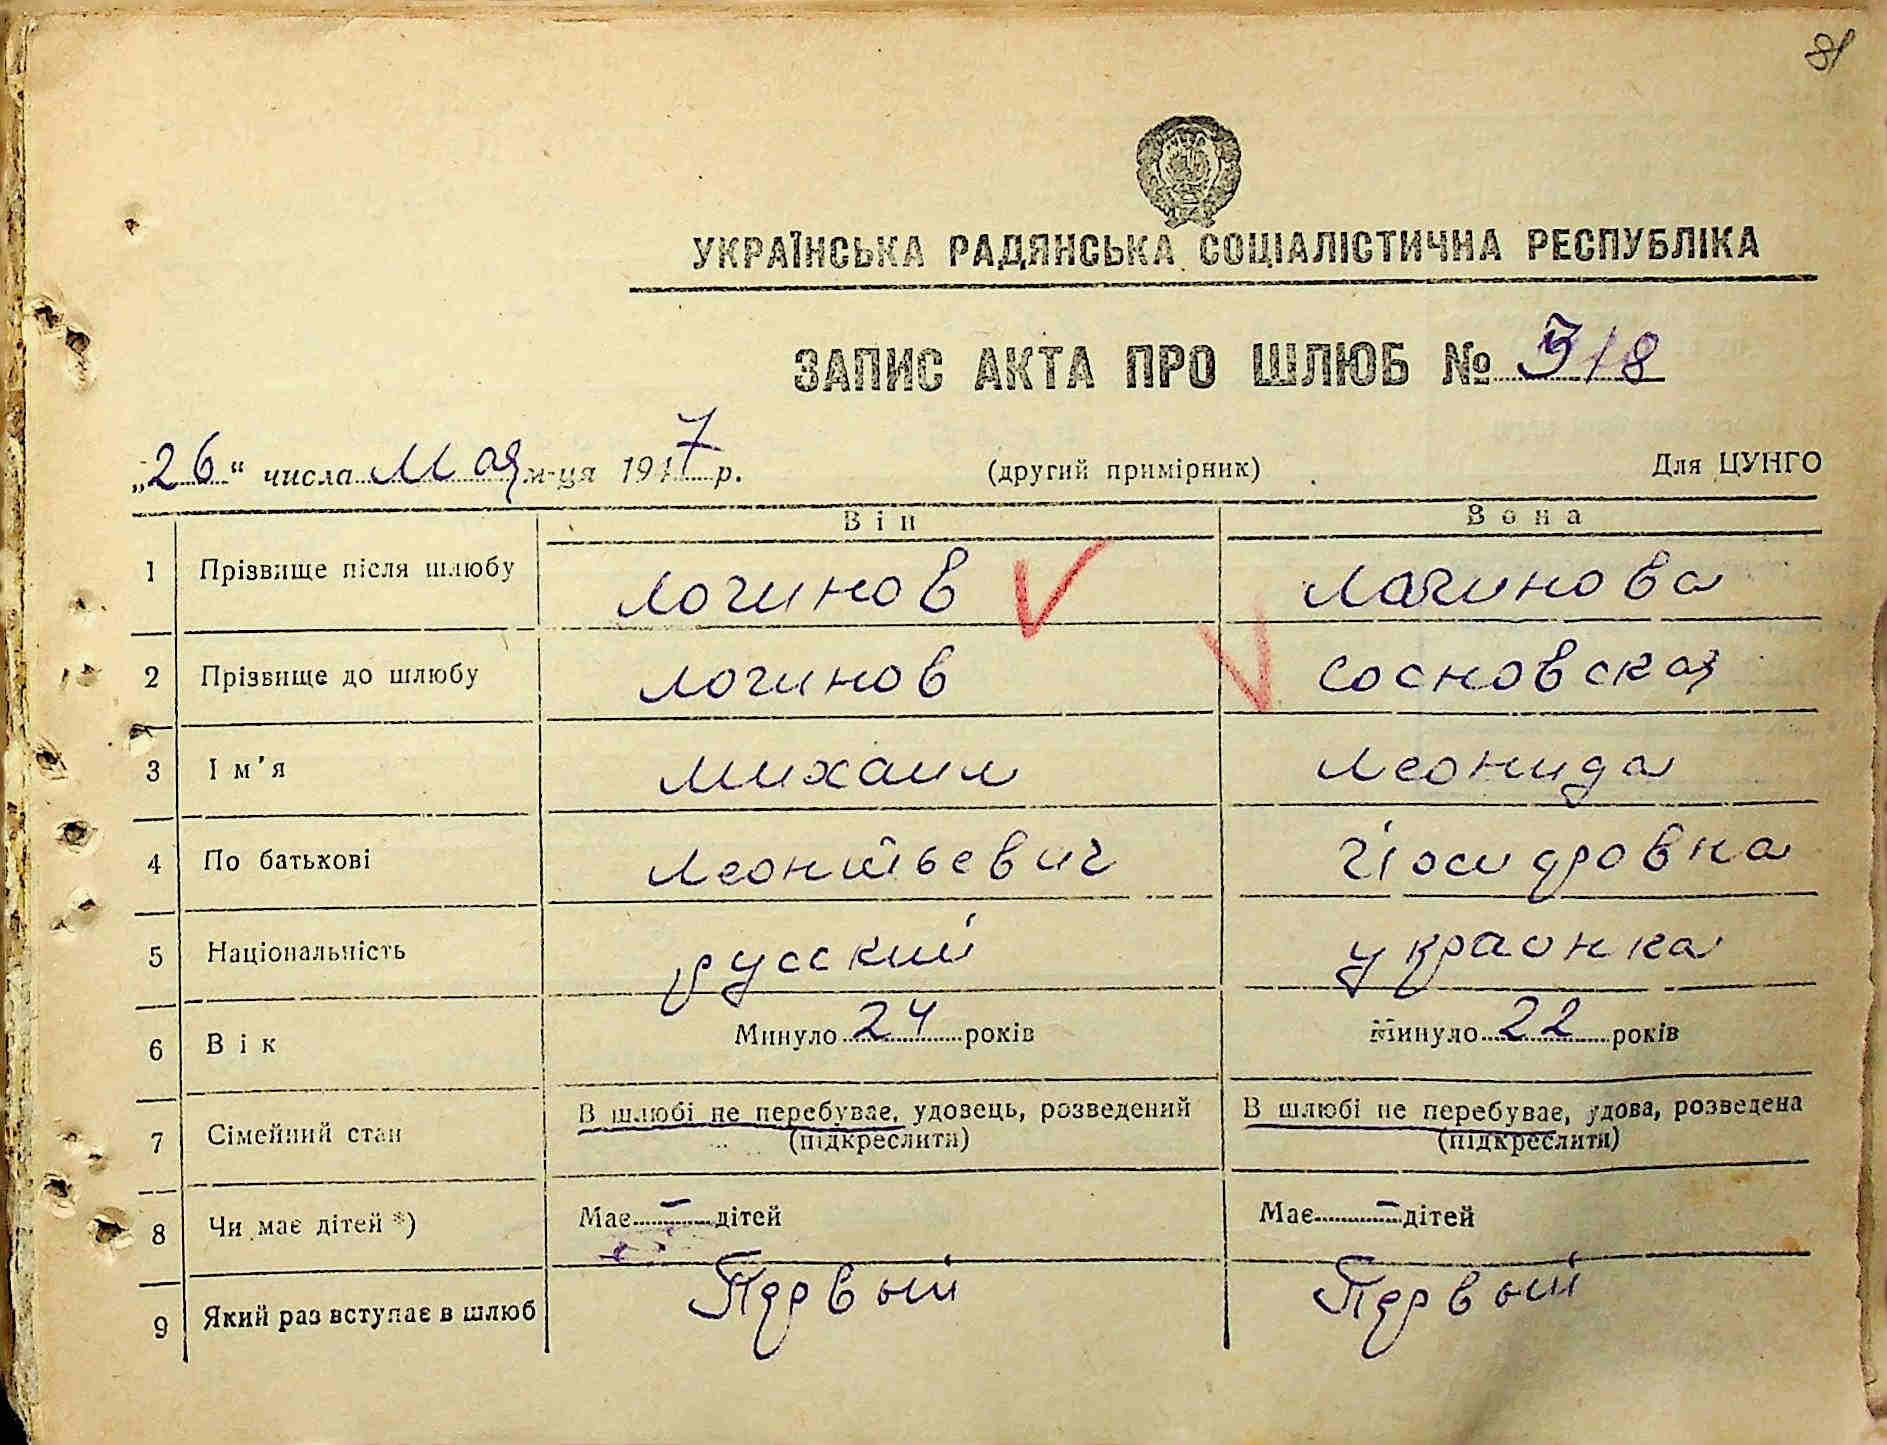 81
УКРАЇНСЬКА РАДЯНСЬКА СОЦІАЛІСТИЧНА РЕСПУБЛІКА
ЗАПИС АКТА ПРО ШЛЮБ № 318
„26“ числа Мая м-ця 1947 р. (другий примірник) Для ЦУНГО
Він Вона
1 Прізвище після шлюбу Логинов Логинова
2 Прізвище до шлюбу Логинов Сосновская
3 Ім'я Михаил Леонида
4 По батькові Леонтьевич Йосидровна
5 Національність русский украонка
6 Вік Минуло 24 років Минуло 22 років
7 Сімейний стан В шлюбі не перебуває, удовець, розведений В шлюбі не перебуває, удова, розведена
(підкреслити) (підкреслити)
8 Чи має дітей *) Має – дітей Має – дітей
9 Який раз вступає в шлюб Первый Первый